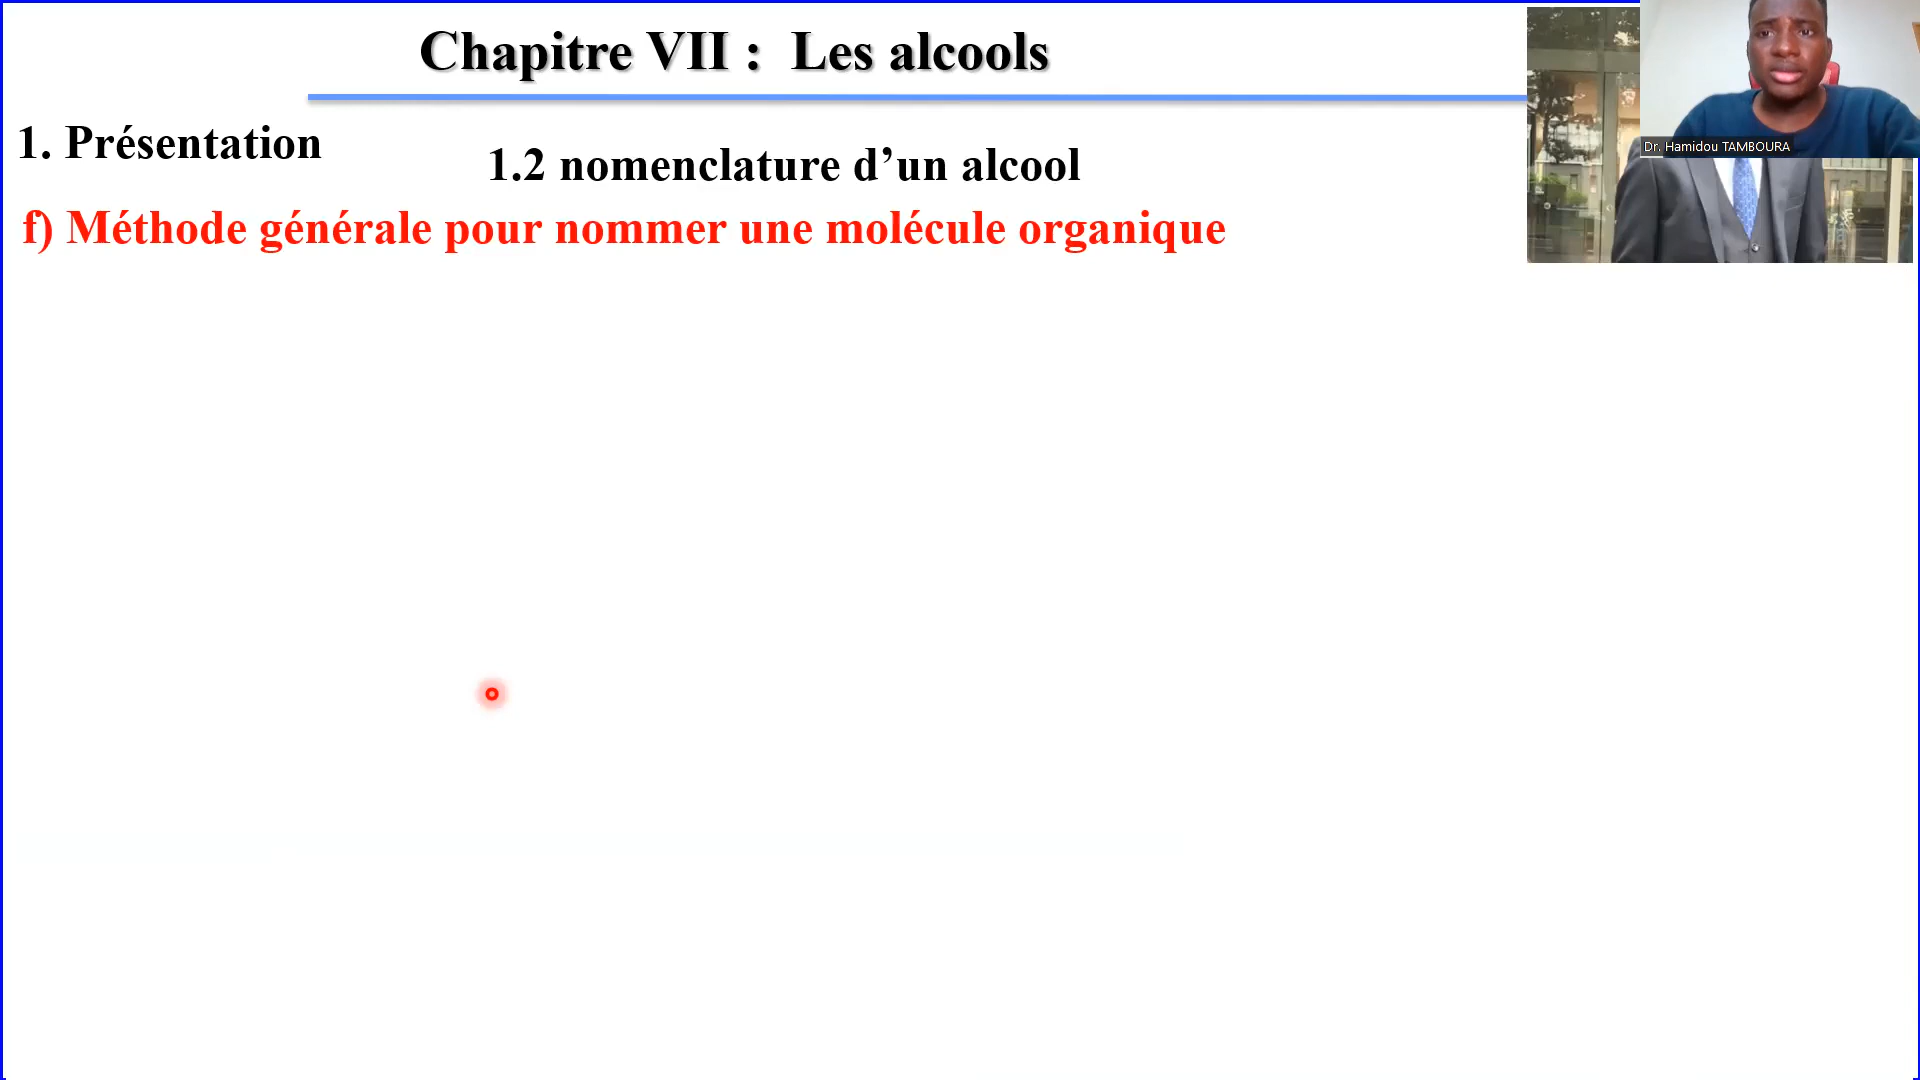 Chapitre VII : Les alcools
1. Présentation
1.2 nomenclature d’un alcool
f) Méthode générale pour nommer une molécule organique
Dr. Hamidou TAMBOURA